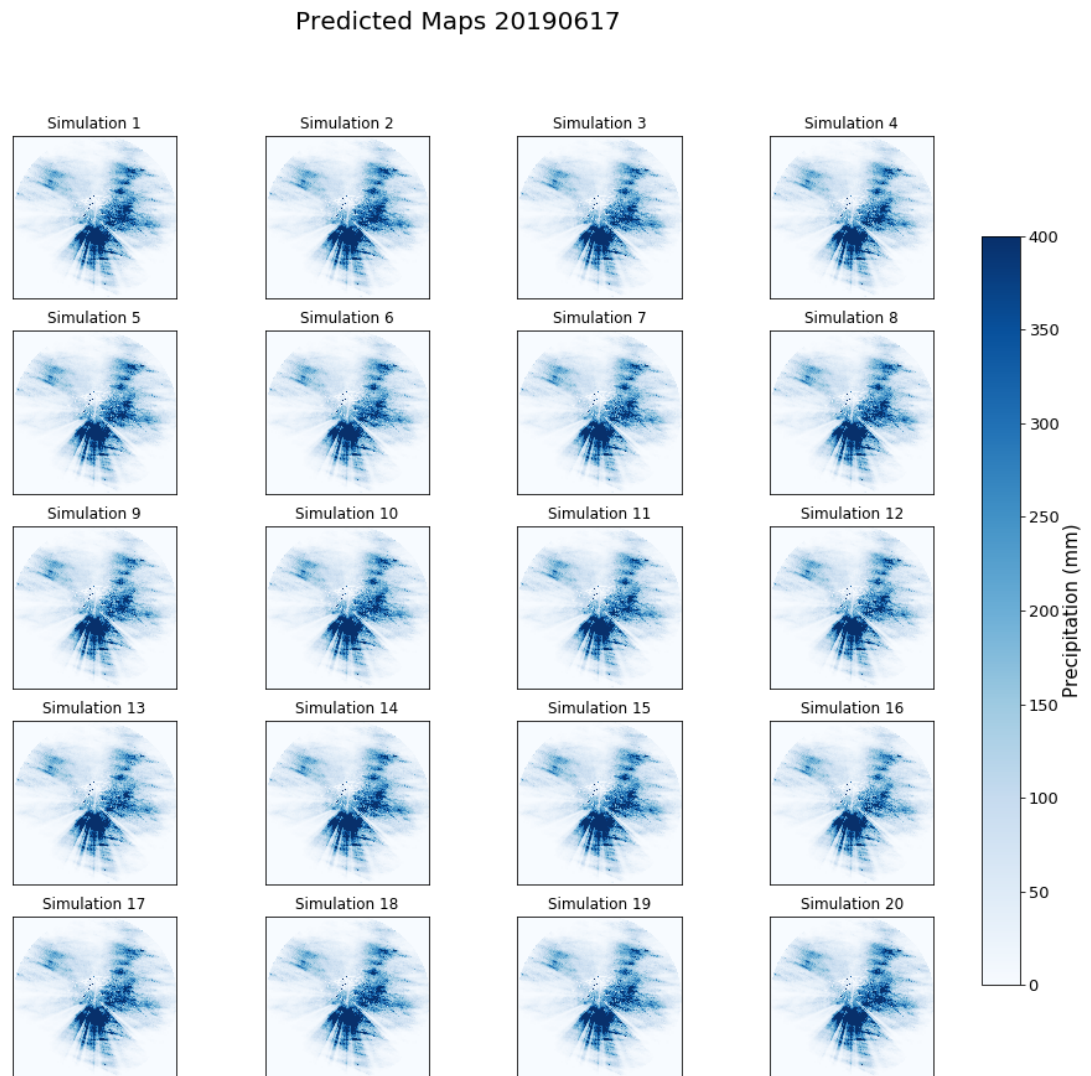 Predicted Maps 20190617
Simulation 1
Simulation 2
Simulation 3
Simulation 4
Simulation 5
Simulation 6
Simulation 7
Simulation 8
Simulation 9
Simulation 10
Simulation 11
Simulation 12
Simulation 13
Simulation 14
Simulation 15
Simulation 16
Simulation 17
Simulation 18
Simulation 19
Simulation 20
400
350
300
250
200
150
100
50
0
Precipitation (mm)